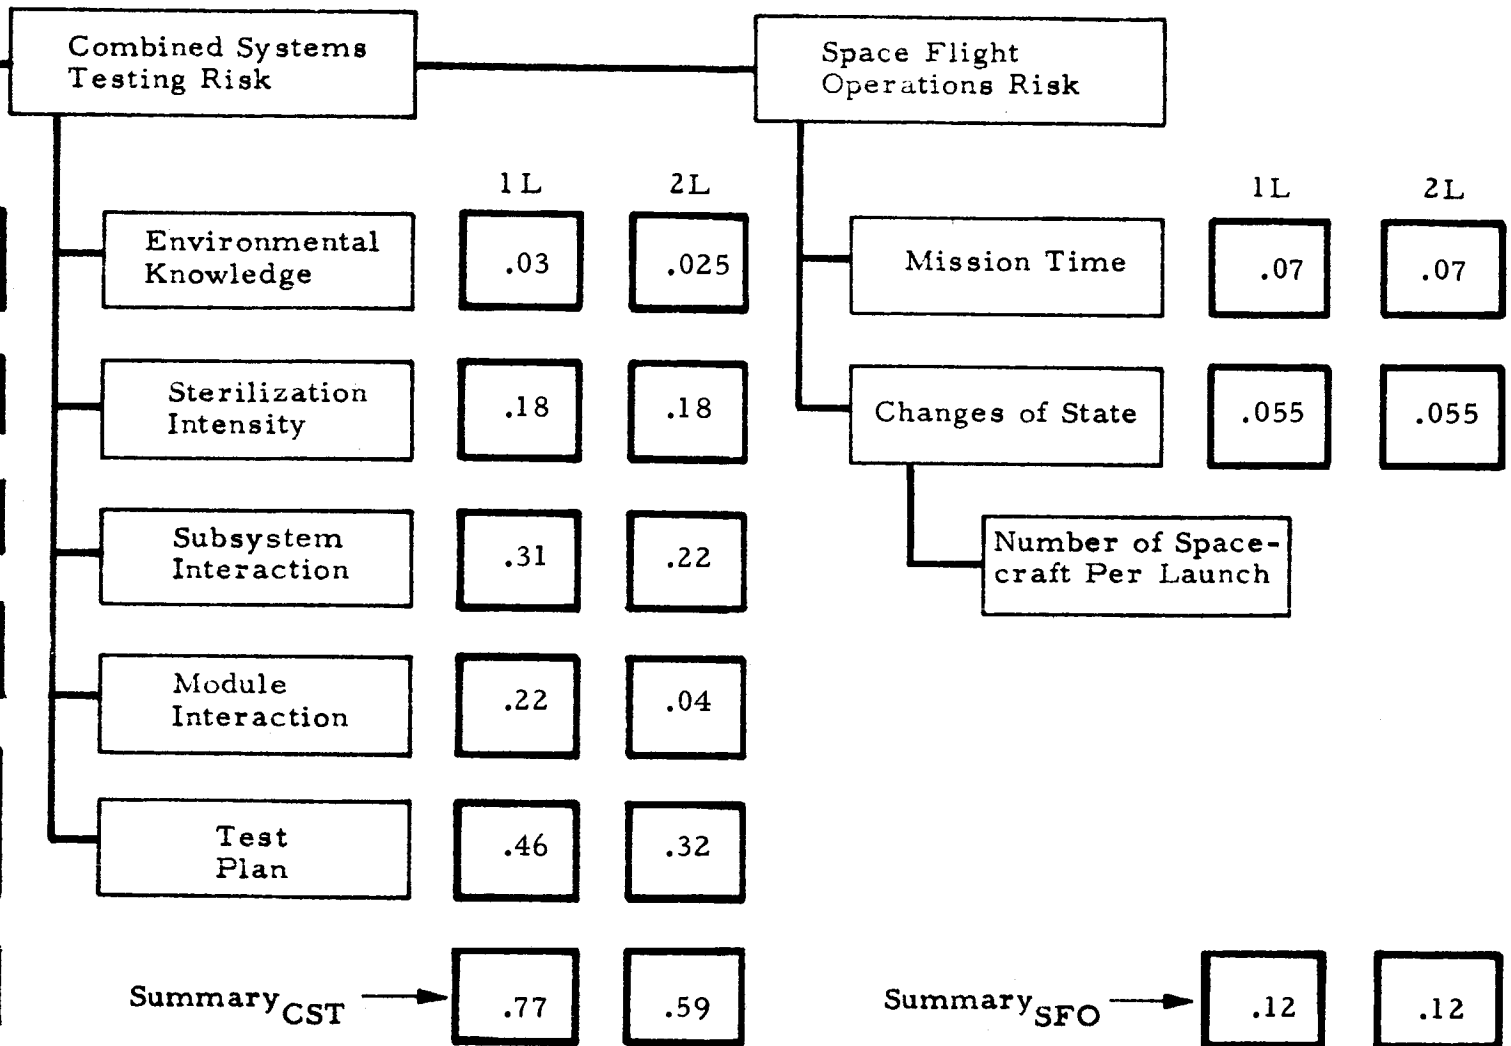 Combined Systems
Testing Risk
Space Flight
Operations Risk
1L 2L
Environmental
Knowledge
.03 .025
Sterilization
Intensity
.18 .18
Subsystem
Interaction
.31 .22
Module
Interaction
.22 .04
Test
Plan
.46 .32
SummaryCST
.77 .59
1L 2L
Mission Time
.07 .07
Changes of State
.055 .055
Number of Space-
craft Per Launch
SummarySFO
.12 .12